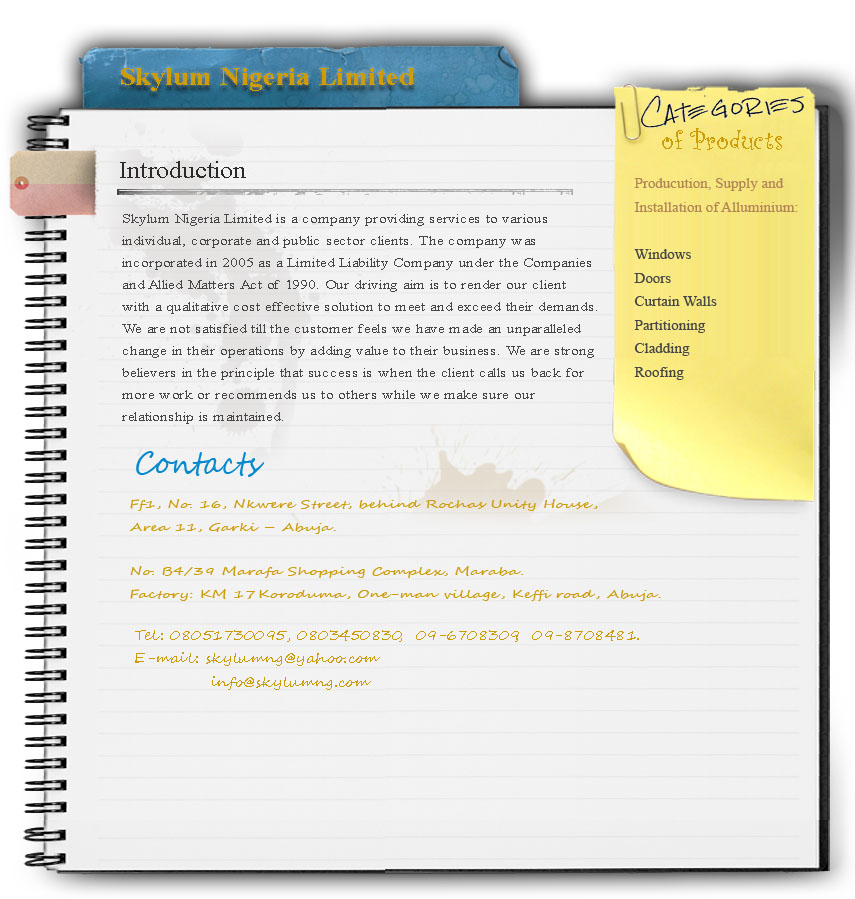 Skylum Nigeria Limited
CATEGORIES
of Products
Producution, Supply and
Installation of Alluminium:
Windows
Doors
Curtain Walls
Partitioning
Cladding
Roofing
Introduction
Skylum Nigeria Limited is a company providing services to various
individual, corporate and public sector clients. The company was
incorporated in 2005 as a Limited Liability Company under the Companies
and Allied Matters Act of 1990. Our driving aim is to render our client
with a qualitative cost effective solution to meet and exceed their demands.
We are not satisfied till the customer feels we have made an unparalleled
change in their operations by adding value to their business. We are strong
believers in the principle that success is when the client calls us back for
more work or recommends us to others while we make sure our
relationship is maintained.
Contacts
Ff1, No. 16, Nkwere Street, behind Rochas Unity House,
Area 11, Garki – Abuja.
No. B4/39 Marafa Shopping Complex, Maraba.
Factory: KM 17 Koroduma, One-man village, Keffi road, Abuja.
Tel: 08051730095, 0803450830, 09-6708309 09-8708481.
E-mail: skylumng@yahoo.com
info@skylumng.com